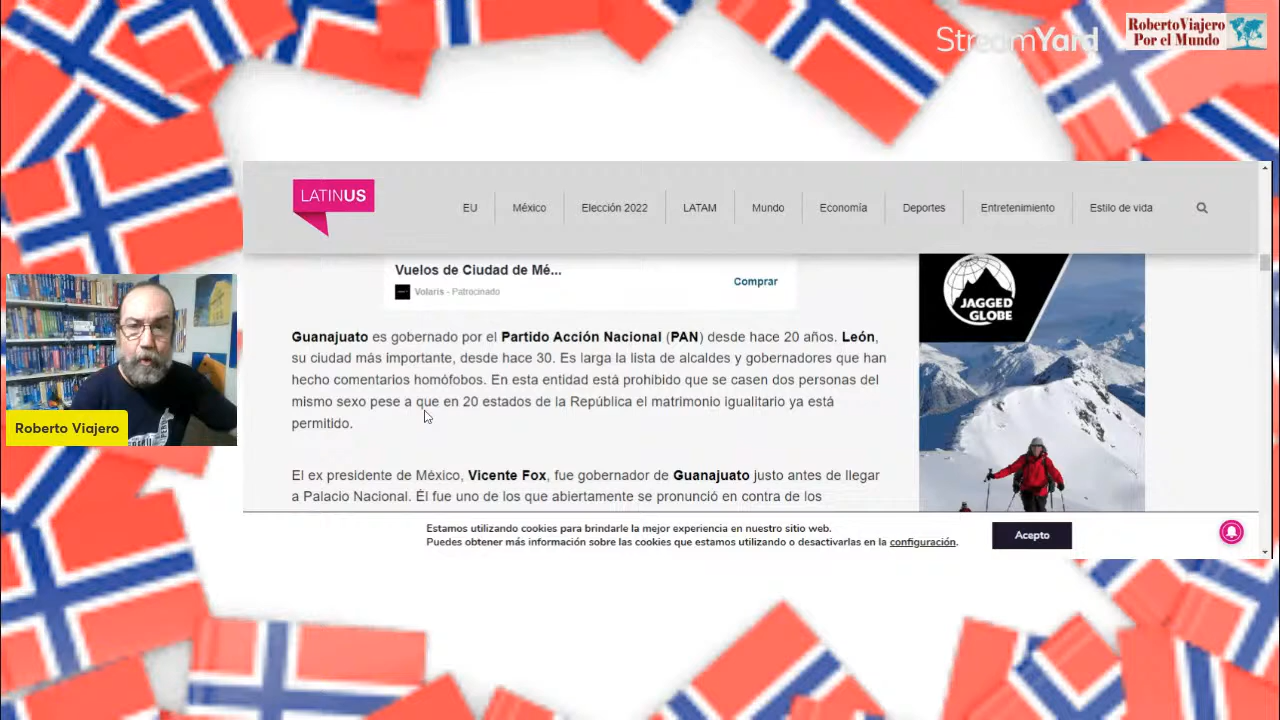 StreamYard
RobertoViajero
Por el Mundo
LATINUS
EU
México
Elección 2022
LATAM
Mundo
Economía
Deportes
Entretenimiento
Estilo de vida
Vuelos de Ciudad de Mé...
Volaris - Patrocinado
Comprar
JAGGED
GLOBE
Guanajuato es gobernado por el Partido Acción Nacional (PAN) desde hace 20 años. León,
su ciudad más importante, desde hace 30. Es larga la lista de alcaldes y gobernadores que han
hecho comentarios homófobos. En esta entidad está prohibido que se casen dos personas del
mismo sexo pese a que en 20 estados de la República el matrimonio igualitario ya está
permitido.
El ex presidente de México, Vicente Fox, fue gobernador de Guanajuato justo antes de llegar
a Palacio Nacional. Él fue uno de los que abiertamente se pronunció en contra de los
Roberto Viajero
Estamos utilizando cookies para brindarle la mejor experiencia en nuestro sitio web.
Puedes obtener más información sobre las cookies que estamos utilizando o desactivarlas en la configuración.
Acepto